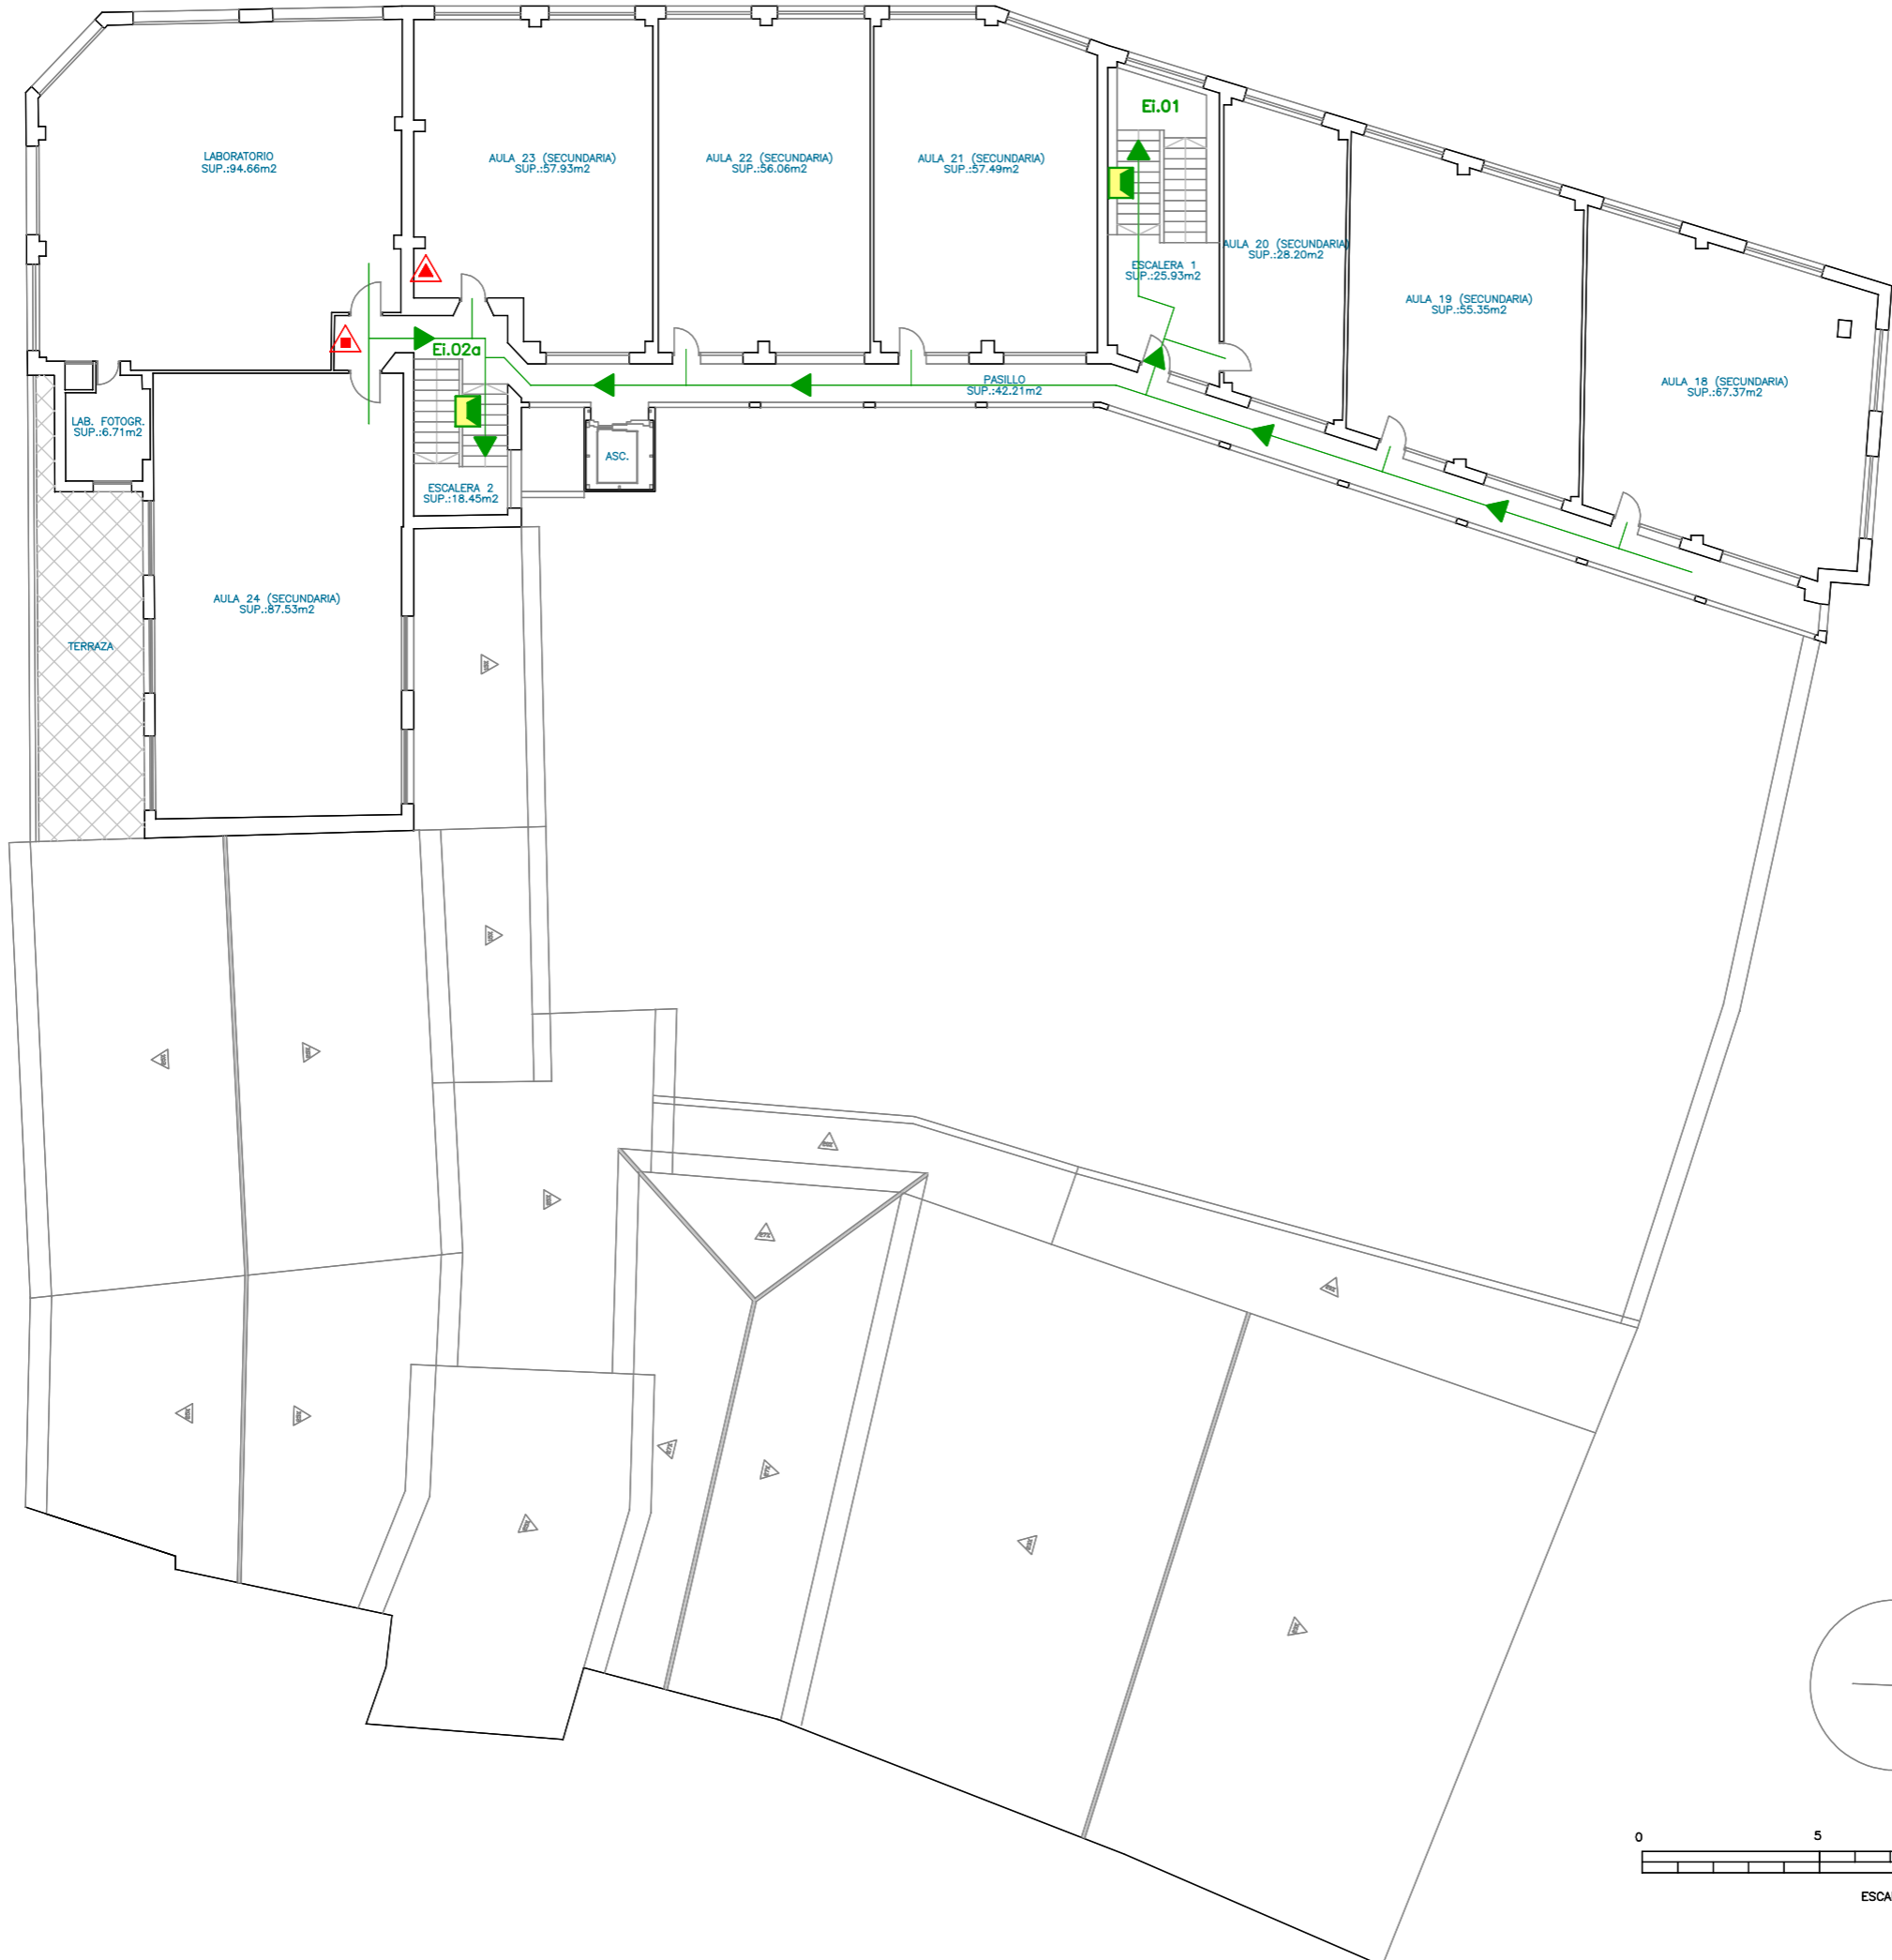 Ei.01
LABORATORIO
SUP.:94.66m2
AULA 23 (SECUNDARIA)
SUP.:57.93m2
AULA 22 (SECUNDARIA)
SUP.:56.06m2
AULA 21 (SECUNDARIA)
SUP.:57.49m2
AULA 20 (SECUNDARIA)
SUP.:28.20m2
ESCALERA 1
SUP.:25.93m2
AULA 19 (SECUNDARIA)
SUP.:55.35m2
Ei.02a
PASILLO
SUP.:42.21m2
AULA 18 (SECUNDARIA)
SUP.:67.37m2
LAB. FOTOGR.
SUP.:6.71m2
ASC.
ESCALERA 2
SUP.:18.45m2
AULA 24 (SECUNDARIA)
SUP.:87.53m2
TERRAZA
0 5
ESCA